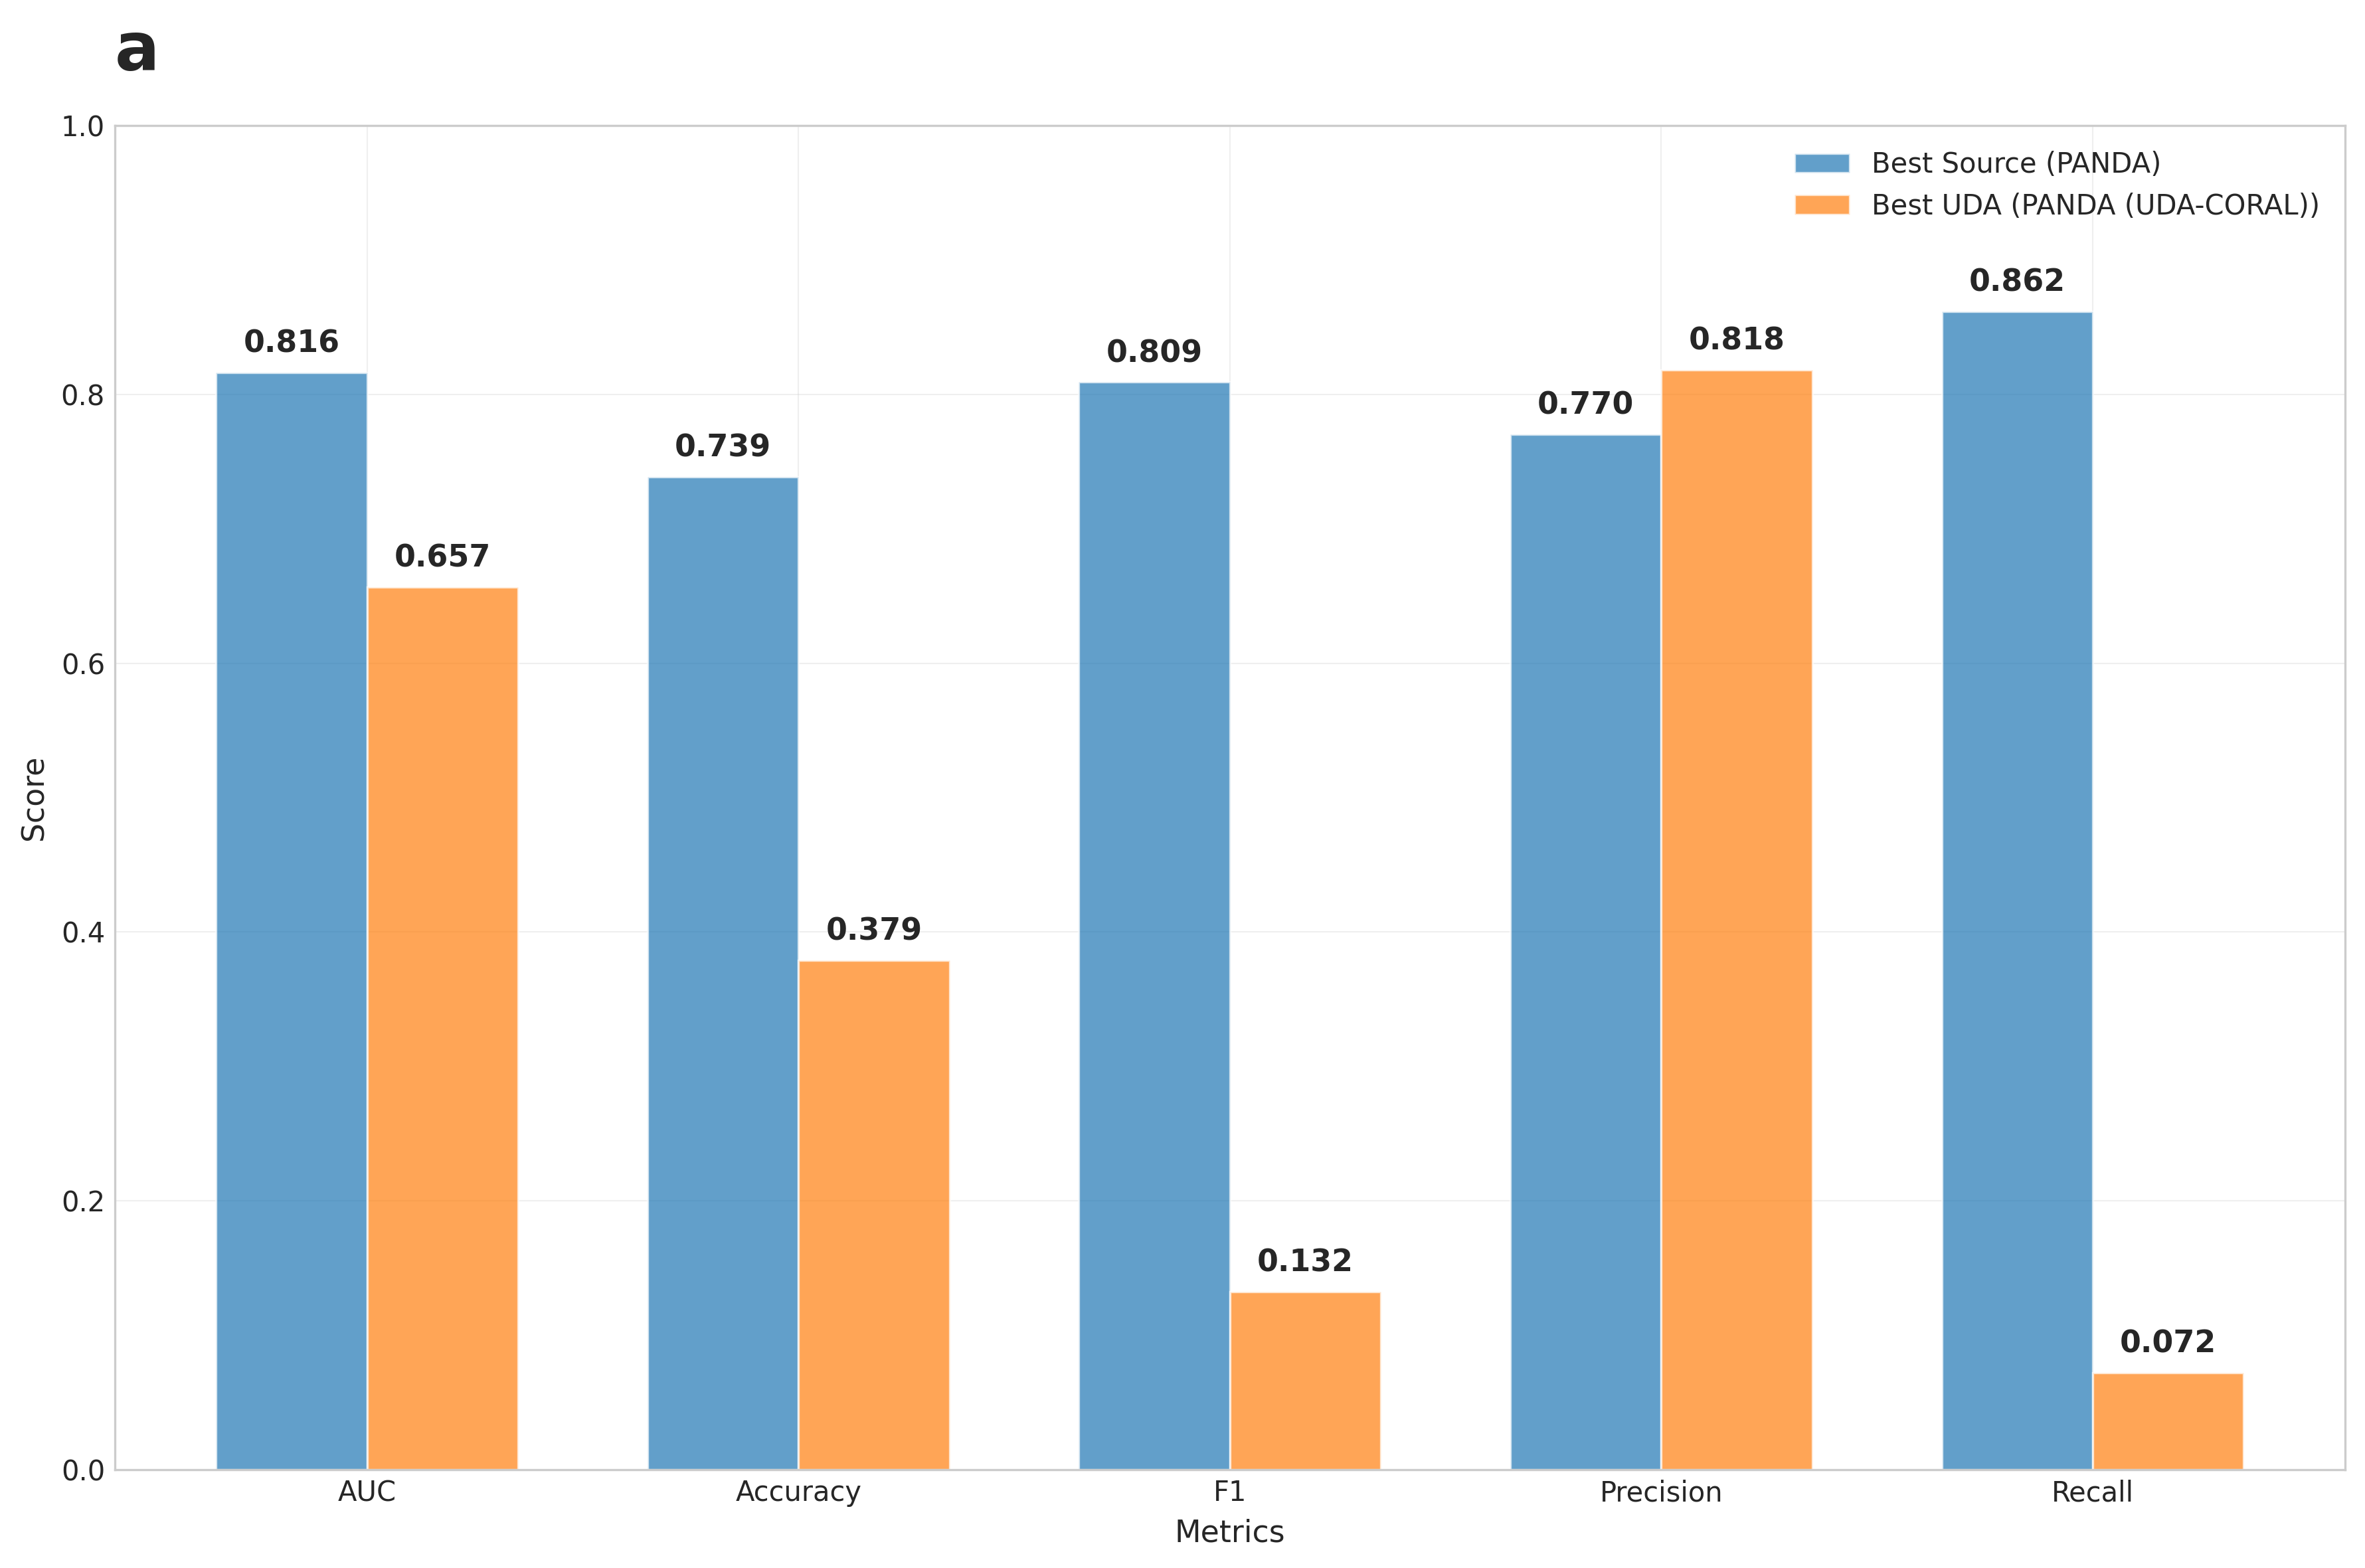 a
1.0
0.8
0.6
0.4
0.2
0.0
Score
Best Source (PANDA)
Best UDA (PANDA (UDA-CORAL))
0.816
0.657
0.739
0.379
0.809
0.132
0.770
0.818
0.862
0.072
AUC
Accuracy
F1
Precision
Recall
Metrics